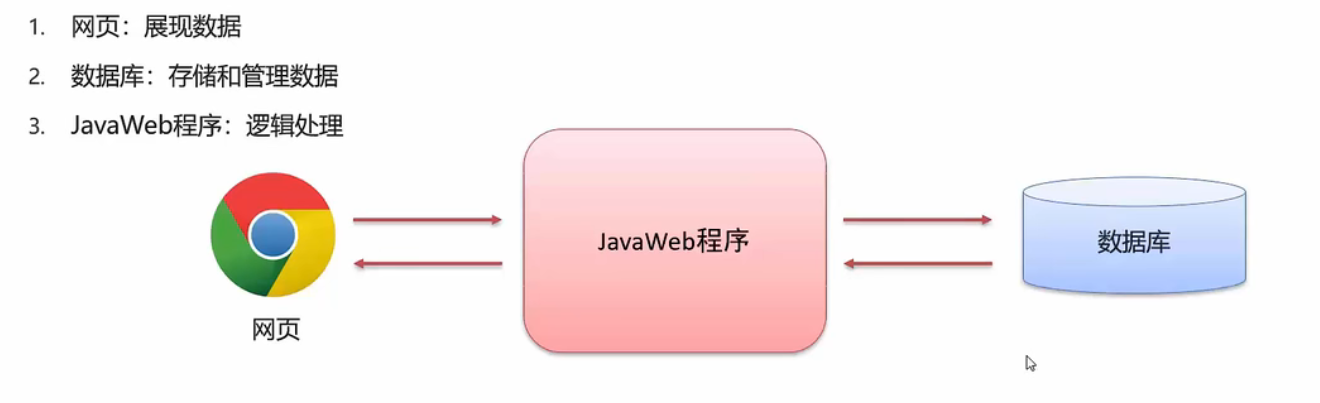 1. 网页：展现数据
2. 数据库：存储和管理数据
3. JavaWeb程序：逻辑处理
JavaWeb程序
数据库
网页